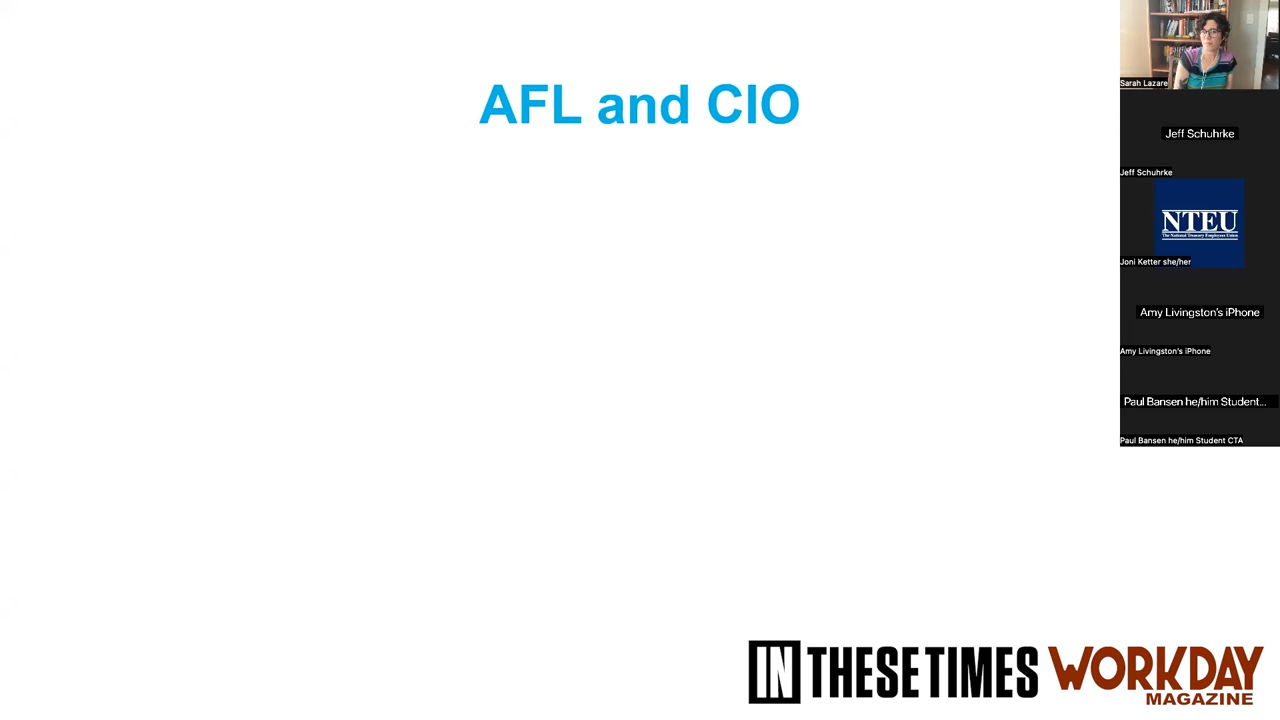 AFL and CIO
Sarah Lazare
Jeff Schuhrke
Jeff Schuhrke
NTEU
The National Treasury Employees Union
Joni Ketter she/her
Amy Livingston's iPhone
Amy Livingston's iPhone
Paul Bansen he/him Student...
Paul Bansen he/him Student CTA
IN THESE TIMES
WORKDAY
MAGAZINE